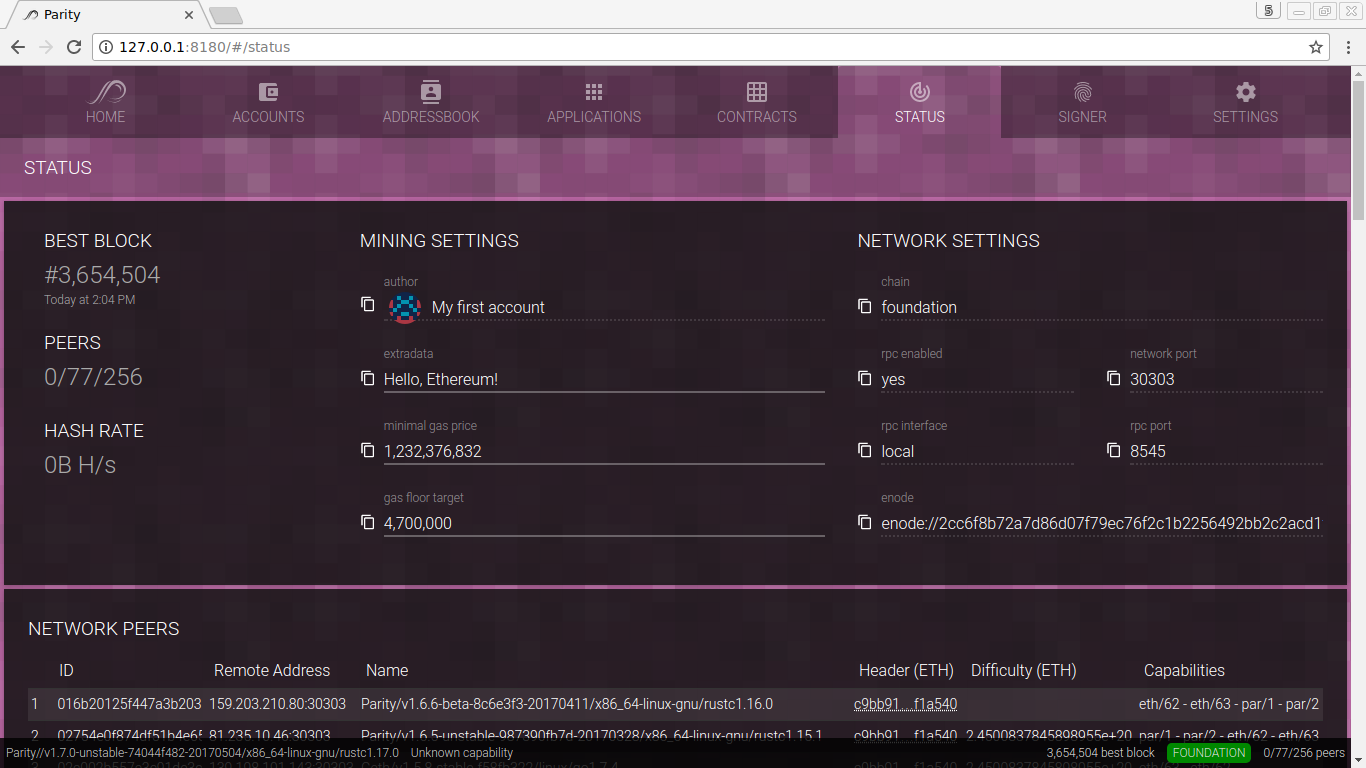 Parity
5
127.0.0.1:8180/#/status
HOME
ACCOUNTS
ADDRESSBOOK
APPLICATIONS
CONTRACTS
STATUS
SIGNER
SETTINGS
STATUS
BEST BLOCK
#3,654,504
Today at 2:04 PM
PEERS
0/77/256
HASH RATE
0B H/s
MINING SETTINGS
author
My first account
extradata
Hello, Ethereum!
minimal gas price
1,232,376,832
gas floor target
4,700,000
NETWORK SETTINGS
chain
foundation
rpc enabled
yes
network port
30303
rpc interface
local
rpc port
8545
enode
enode://2cc6f8b72a7d86d07f79ec76f2c1b2256492bb2c2acd1
NETWORK PEERS
ID Remote Address Name Header (ETH) Difficulty (ETH) Capabilities
1 016b20125f447a3b203 159.203.210.80:30303 Parity/v1.6.6-beta-8c6e3f3-20170411/x86_64-linux-gnu/rustc1.16.0 c9bb91...f1a540 eth/62 - eth/63 - par/1 - par/2
2 02754e0f874df51b4e65 81.235.10.46:30303 Parity/v1.6.5-unstable-987390fb7d-20170328/x86_64-linux-gnu/rustc1.15.1 c9bb91...f1a540 2.4500837845898955e+20 par/1 - par/2 - eth/62 - eth/63
Parity//v1.7.0-unstable-74044f482-20170504/x86_64-linux-gnu/rustc1.17.0 Unknown capability 3,654,504 best block FOUNDATION 0/77/256 peers